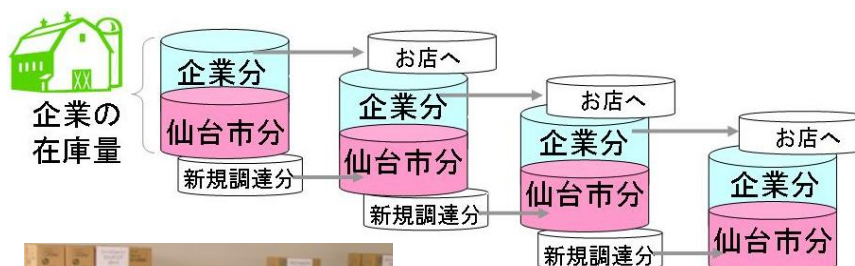 企業の
在庫量
企業分
仙台市分
新規調達分
お店へ
企業分
仙台市分
新規調達分
お店へ
企業分
仙台市分
新規調達分
お店へ
企業分
仙台市分